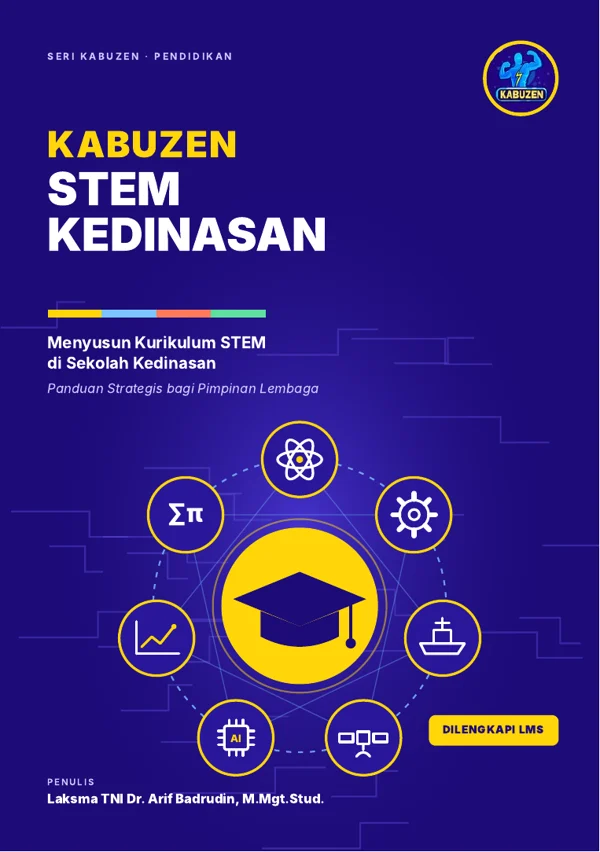 SERI KABUZEN · PENDIDIKAN
KABUZEN
KABUZEN
STEM
KEDINASAN
Menyusun Kurikulum STEM
di Sekolah Kedinasan
Panduan Strategis bagi Pimpinan Lembaga
Σπ
AI
DILENGKAPI LMS
PENULIS
Laksma TNI Dr. Arif Badrudin, M.Mgt.Stud.